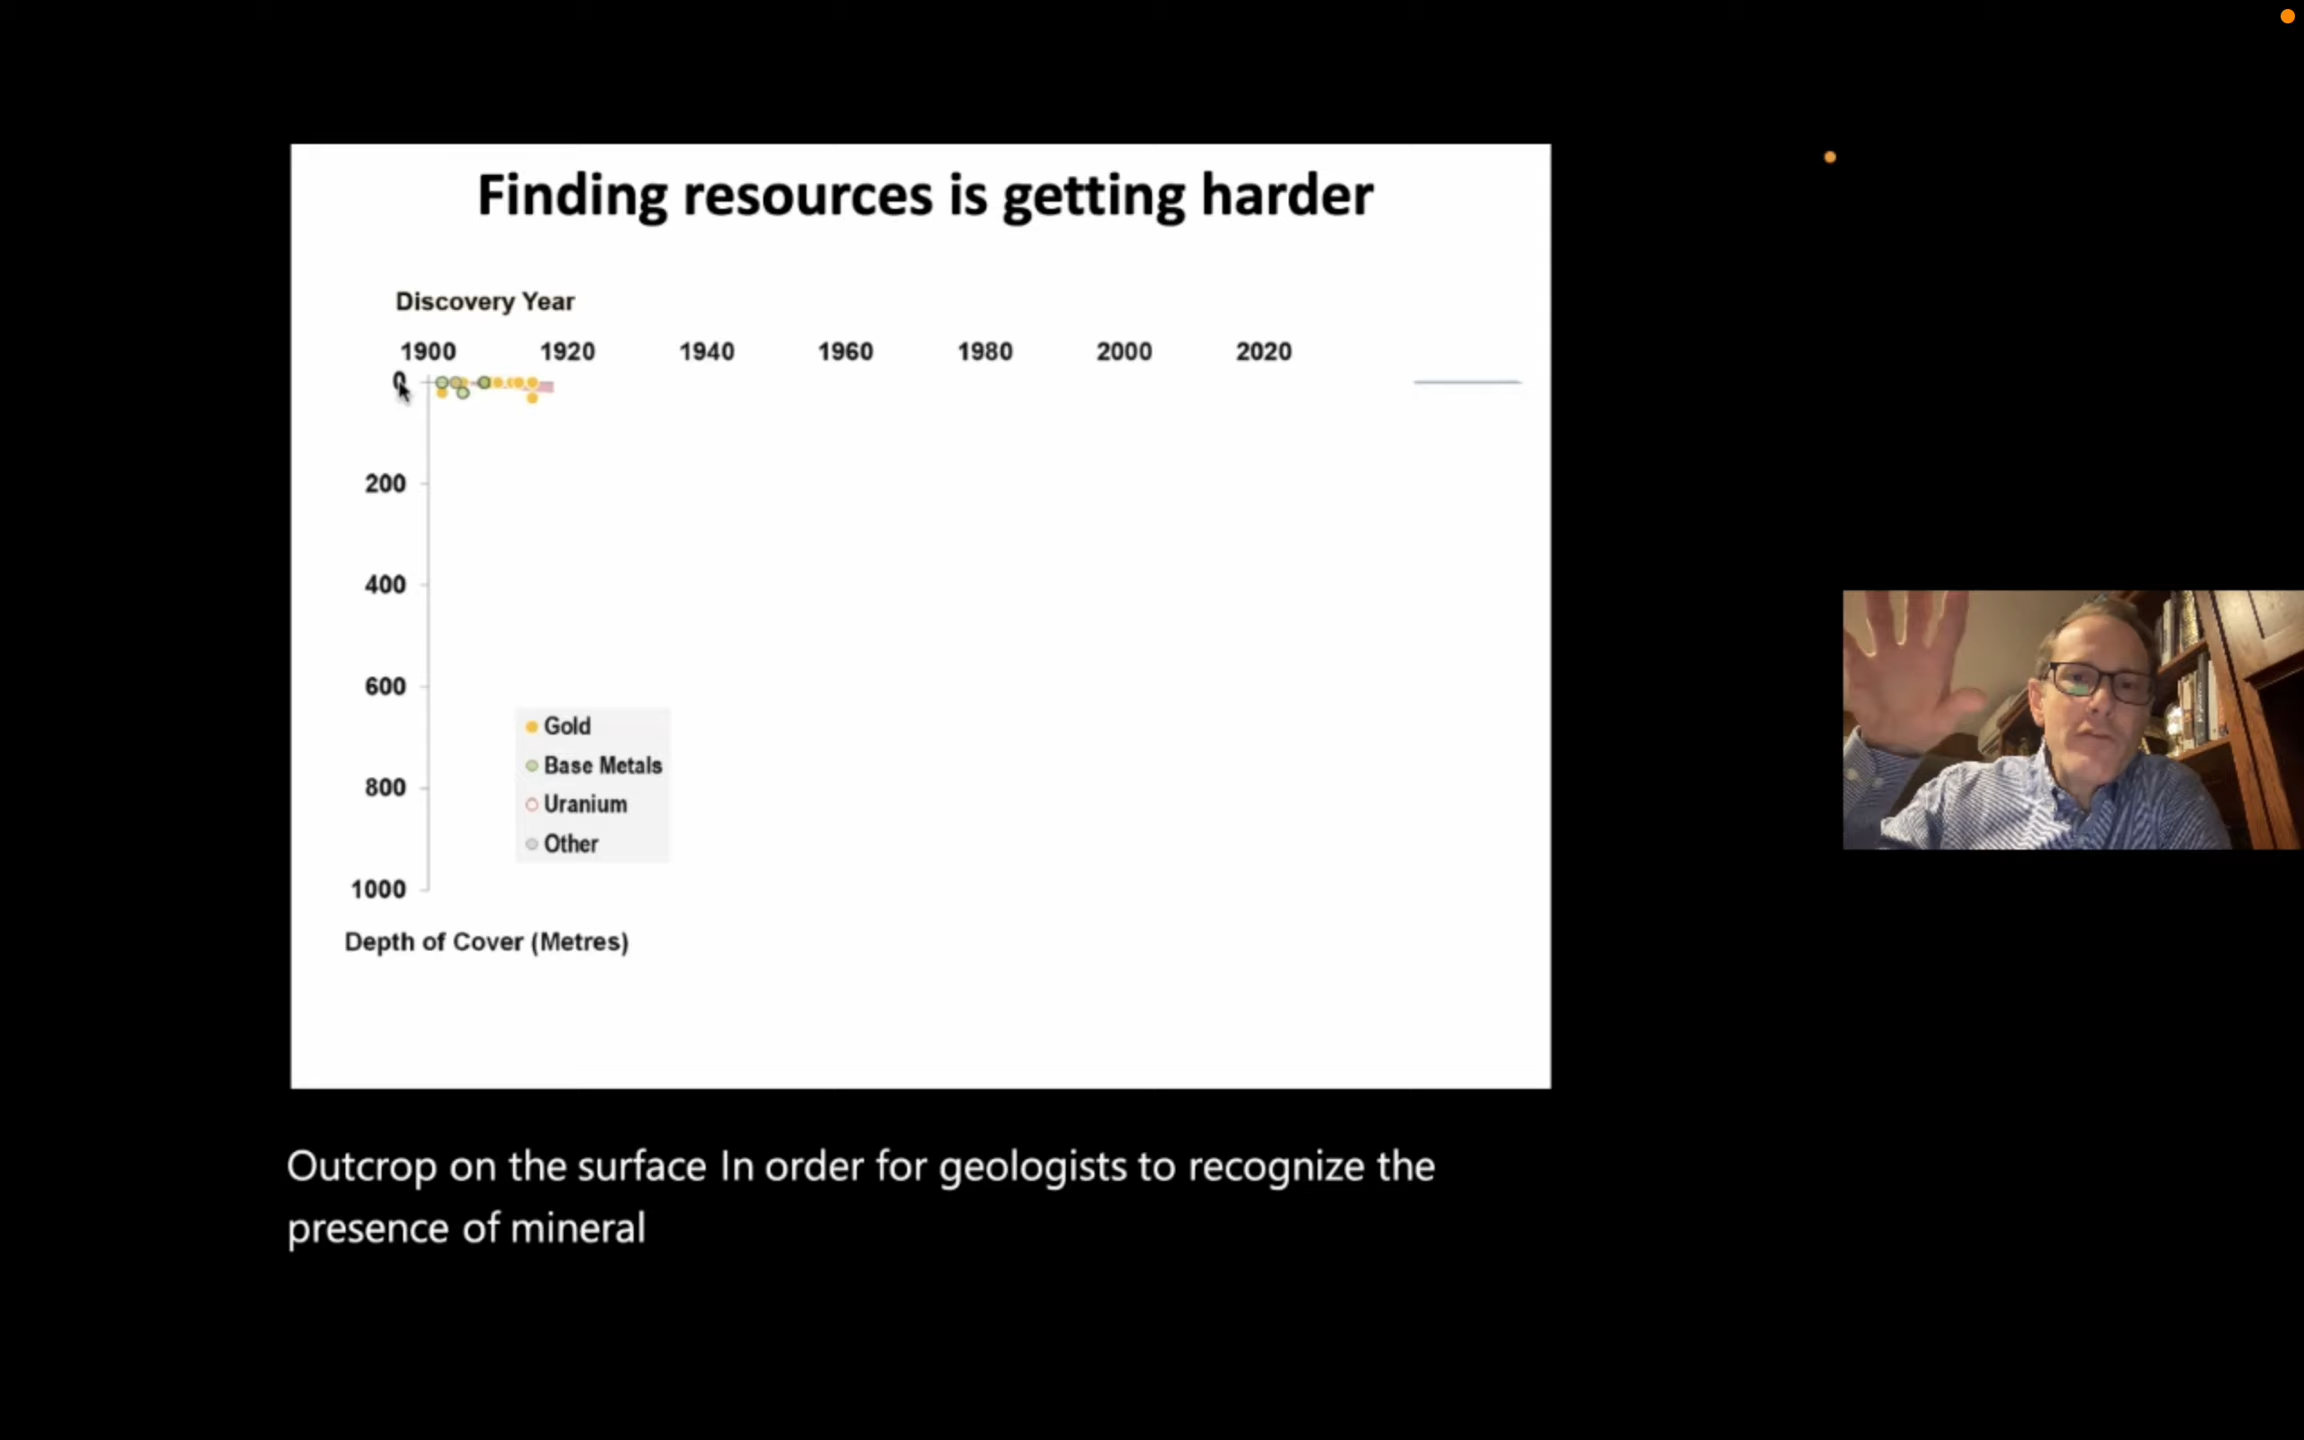 Finding resources is getting harder
Discovery Year
1900 1920 1940 1960 1980 2000 2020
0
200
400
600
800
1000
Gold
Base Metals
Uranium
Other
Depth of Cover (Metres)
Outcrop on the surface In order for geologists to recognize the
presence of mineral